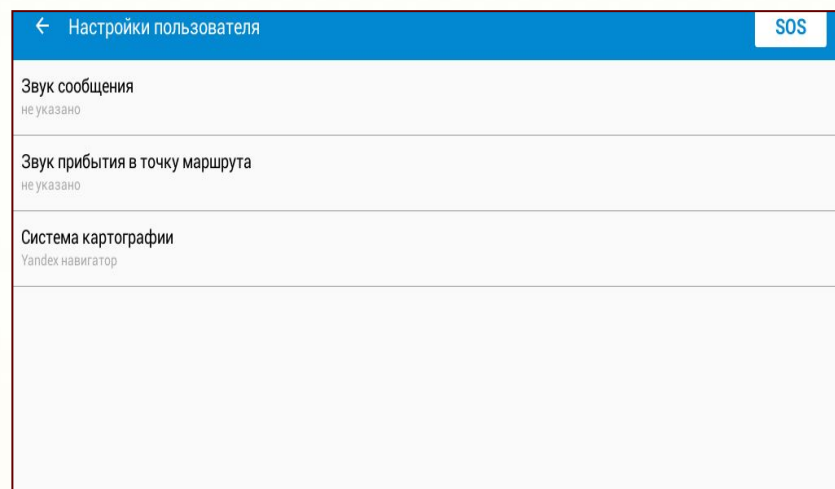 ← Настройки пользователя SOS
Звук сообщения
не указано
Звук прибытия в точку маршрута
не указано
Система картографии
Yandex навигатор